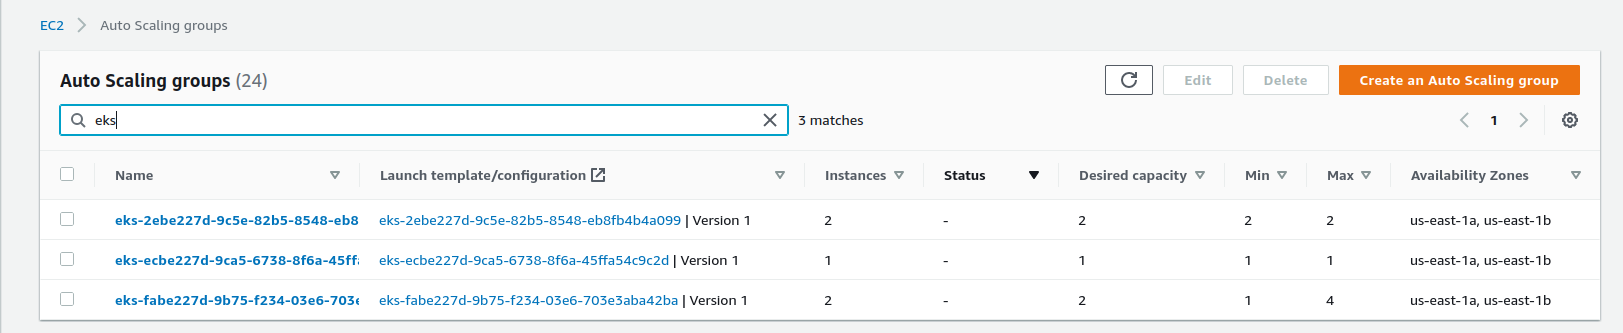 EC2 > Auto Scaling groups
Auto Scaling groups (24) Edit Delete Create an Auto Scaling group
eks 3 matches 1
Name Launch template/configuration Instances Status Desired capacity Min Max Availability Zones
eks-2ebe227d-9c5e-82b5-8548-eb8 eks-2ebe227d-9c5e-82b5-8548-eb8fb4b4a099 | Version 1 2 - 2 2 2 us-east-1a, us-east-1b
eks-ecbe227d-9ca5-6738-8f6a-45ff eks-ecbe227d-9ca5-6738-8f6a-45ffa54c9c2d | Version 1 1 - 1 1 1 us-east-1a, us-east-1b
eks-fabe227d-9b75-f234-03e6-703e eks-fabe227d-9b75-f234-03e6-703e3aba42ba | Version 1 2 - 2 1 4 us-east-1a, us-east-1b